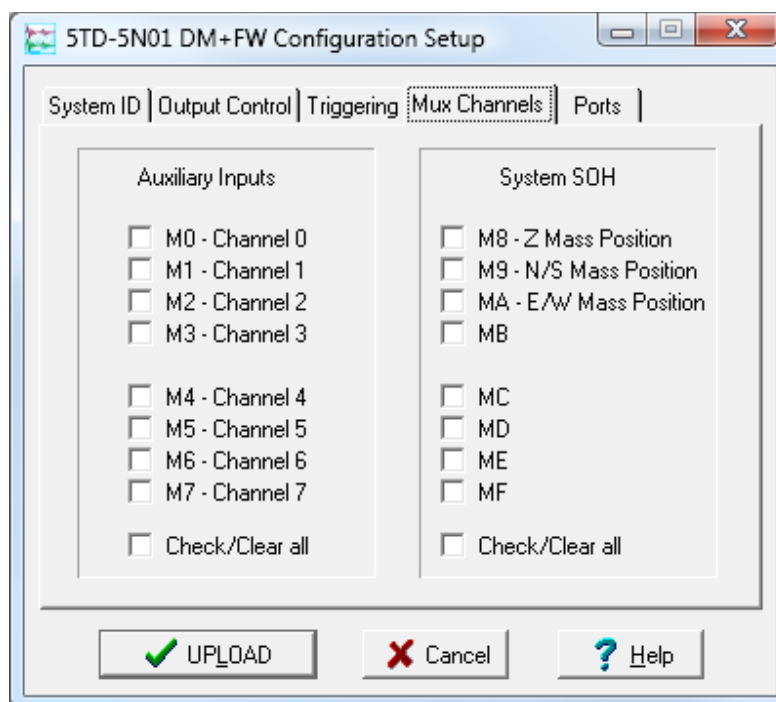 5TD-5N01 DM+FW Configuration Setup
System ID
Output Control
Triggering
Mux Channels
Ports
Auxiliary Inputs
M0 - Channel 0
M1 - Channel 1
M2 - Channel 2
M3 - Channel 3
M4 - Channel 4
M5 - Channel 5
M6 - Channel 6
M7 - Channel 7
Check/Clear all
System SOH
M8 - Z Mass Position
M9 - N/S Mass Position
MA - E/W Mass Position
MB
MC
MD
ME
MF
Check/Clear all
UPLOAD
Cancel
Help